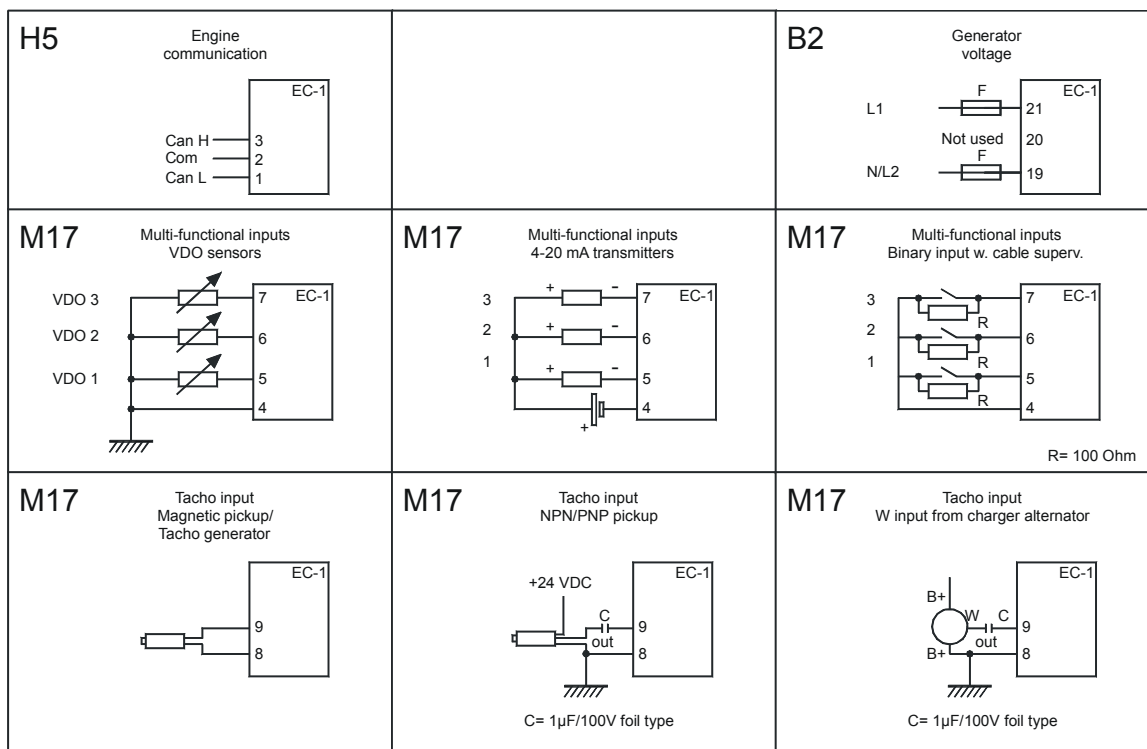 H5
Engine
communication
EC-1
Can H
3
Com
2
Can L
1
B2
Generator
voltage
F
EC-1
L1
21
Not used
20
F
N/L2
19
M17
Multi-functional inputs
VDO sensors
EC-1
VDO 3
7
VDO 2
6
VDO 1
5
4
M17
Multi-functional inputs
4-20 mA transmitters
EC-1
3
+
-
7
2
+
-
6
1
+
-
5
4
+
M17
Multi-functional inputs
Binary input w. cable superv.
EC-1
3
7
R
2
6
R
1
5
R
4
R= 100 Ohm
M17
Tacho input
Magnetic pickup/
Tacho generator
EC-1
9
8
M17
Tacho input
NPN/PNP pickup
EC-1
+24 VDC
C
9
out
8
C= 1µF/100V foil type
M17
Tacho input
W input from charger alternator
EC-1
B+
W
C
9
out
B+
8
C= 1µF/100V foil type